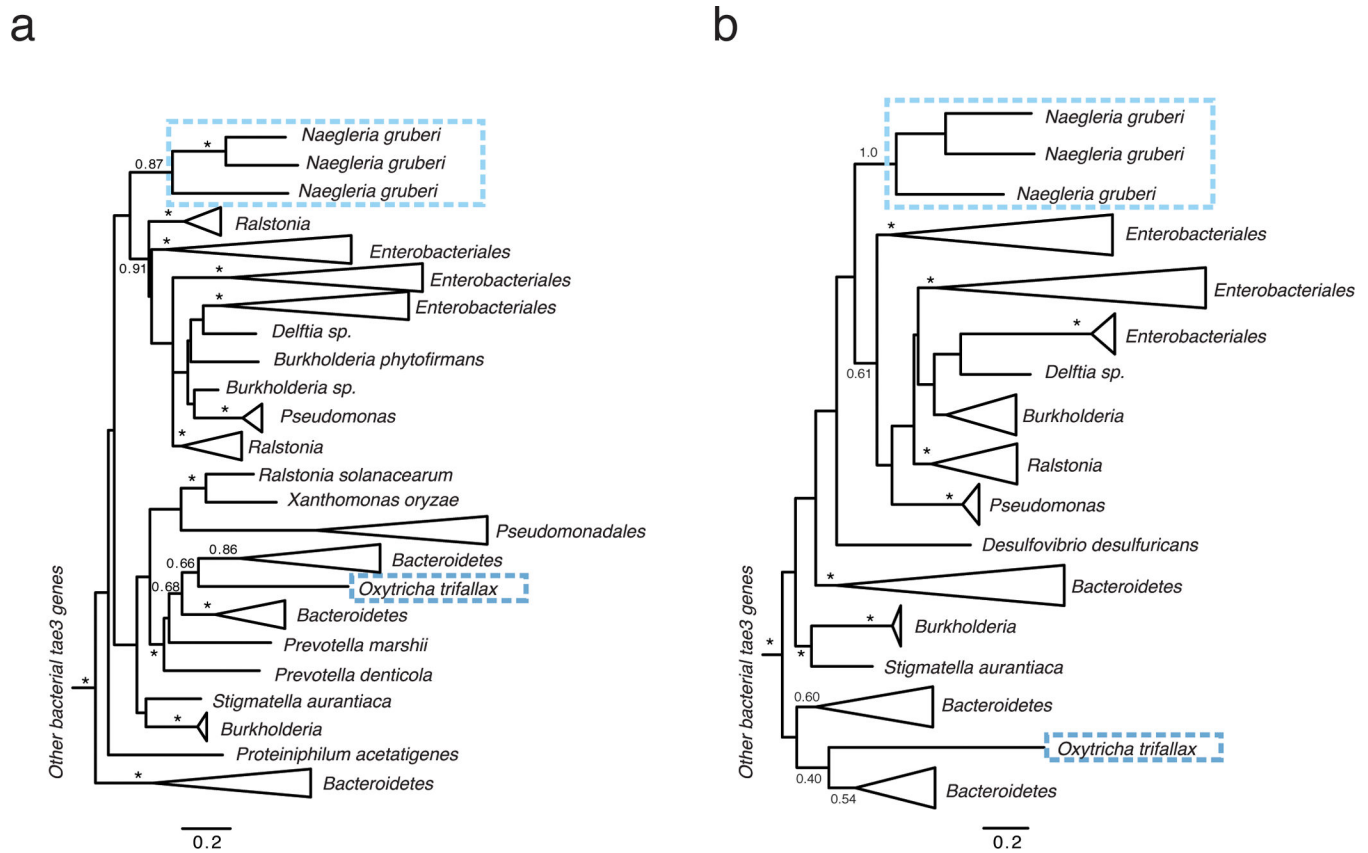 a
Naegleria gruberi
*
0.87
Naegleria gruberi
Naegleria gruberi
*
Ralstonia
*
Enterobacteriales
0.91
*
Enterobacteriales
*
Enterobacteriales
Delftia sp.
Burkholderia phytofirmans
Burkholderia sp.
*
Pseudomonas
*
Ralstonia
Ralstonia solanacearum
*
Xanthomonas oryzae
Pseudomonadales
0.86
Bacteroidetes
0.66
0.68
Oxytricha trifallax
*
Bacteroidetes
Prevotella marshii
*
Prevotella denticola
*
Stigmatella aurantiaca
*
Burkholderia
Proteiniphilum acetatigenes
*
Bacteroidetes
Other bacterial tae3 genes
0.2
b
Naegleria gruberi
1.0
Naegleria gruberi
Naegleria gruberi
*
Enterobacteriales
*
Enterobacteriales
*
Enterobacteriales
0.61
Delftia sp.
Burkholderia
*
Ralstonia
*
Pseudomonas
Desulfovibrio desulfuricans
*
Bacteroidetes
*
Burkholderia
*
*
Stigmatella aurantiaca
0.60
Bacteroidetes
Oxytricha trifallax
0.40
0.54
Bacteroidetes
Other bacterial tae3 genes
0.2